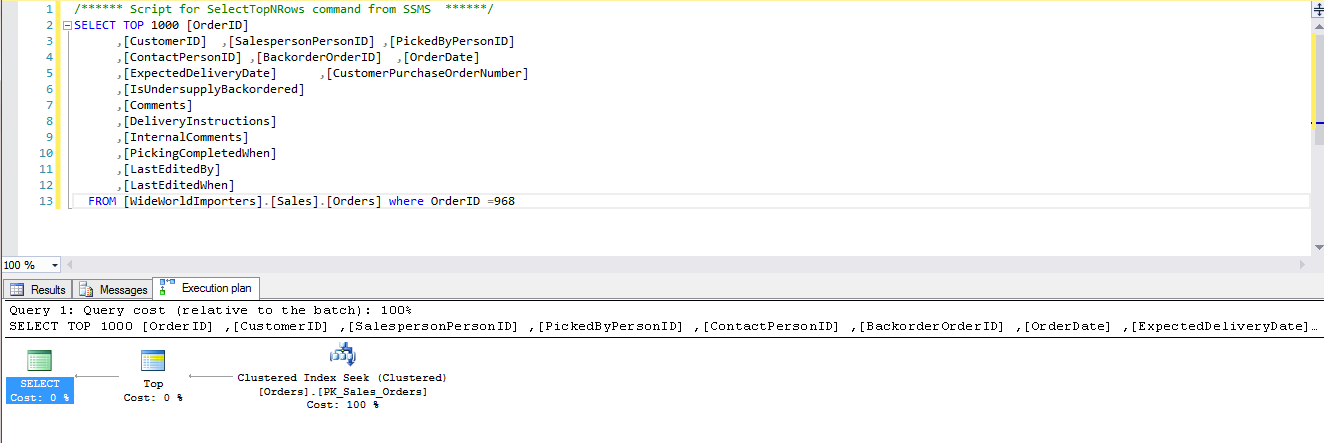 1 /****** Script for SelectTopNRows command from SSMS  ******/
2 SELECT TOP 1000 [OrderID]
3 ,[CustomerID]  ,[SalespersonPersonID] ,[PickedByPersonID]
4 ,[ContactPersonID] ,[BackorderOrderID]  ,[OrderDate]
5 ,[ExpectedDeliveryDate]      ,[CustomerPurchaseOrderNumber]
6 ,[IsUndersupplyBackordered]
7 ,[Comments]
8 ,[DeliveryInstructions]
9 ,[InternalComments]
10 ,[PickingCompletedWhen]
11 ,[LastEditedBy]
12 ,[LastEditedWhen]
13 FROM [WideWorldImporters].[Sales].[Orders] where OrderID =968
100 %
Results Messages Execution plan
Query 1: Query cost (relative to the batch): 100%
SELECT TOP 1000 [OrderID] ,[CustomerID] ,[SalespersonPersonID] ,[PickedByPersonID] ,[ContactPersonID] ,[BackorderOrderID] ,[OrderDate] ,[ExpectedDeliveryDate]…
SELECT
Cost: 0 %
Top
Cost: 0 %
Clustered Index Seek (Clustered)
[Orders].[PK_Sales_Orders]
Cost: 100 %